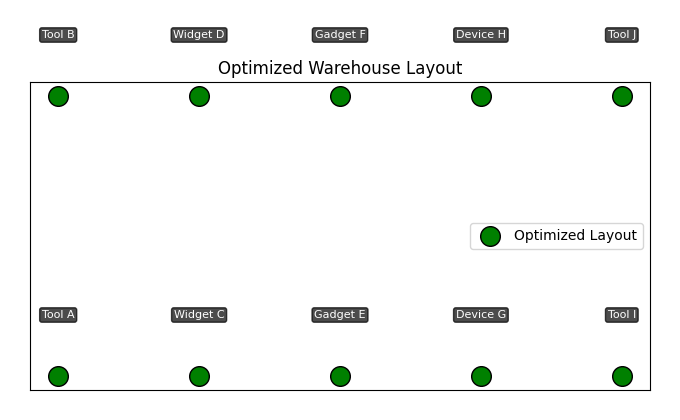 Tool B
Widget D
Gadget F
Device H
Tool J
Optimized Warehouse Layout
Optimized Layout
Tool A
Widget C
Gadget E
Device G
Tool I